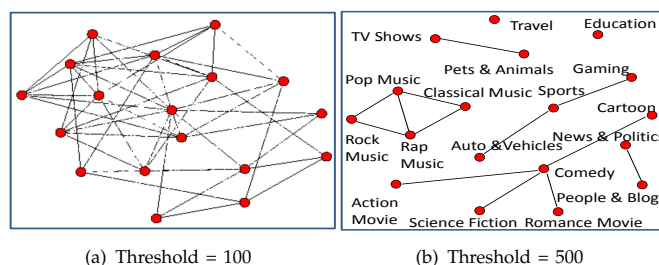 Travel
Education
TV Shows
Pets & Animals
Gaming
Pop Music
Classical Music
Sports
Cartoon
Rock
Music
Rap
Music
Auto &Vehicles
News & Politics
Comedy
Action
Movie
People & Blog
Science Fiction
Romance Movie
(a) Threshold = 100
(b) Threshold = 500